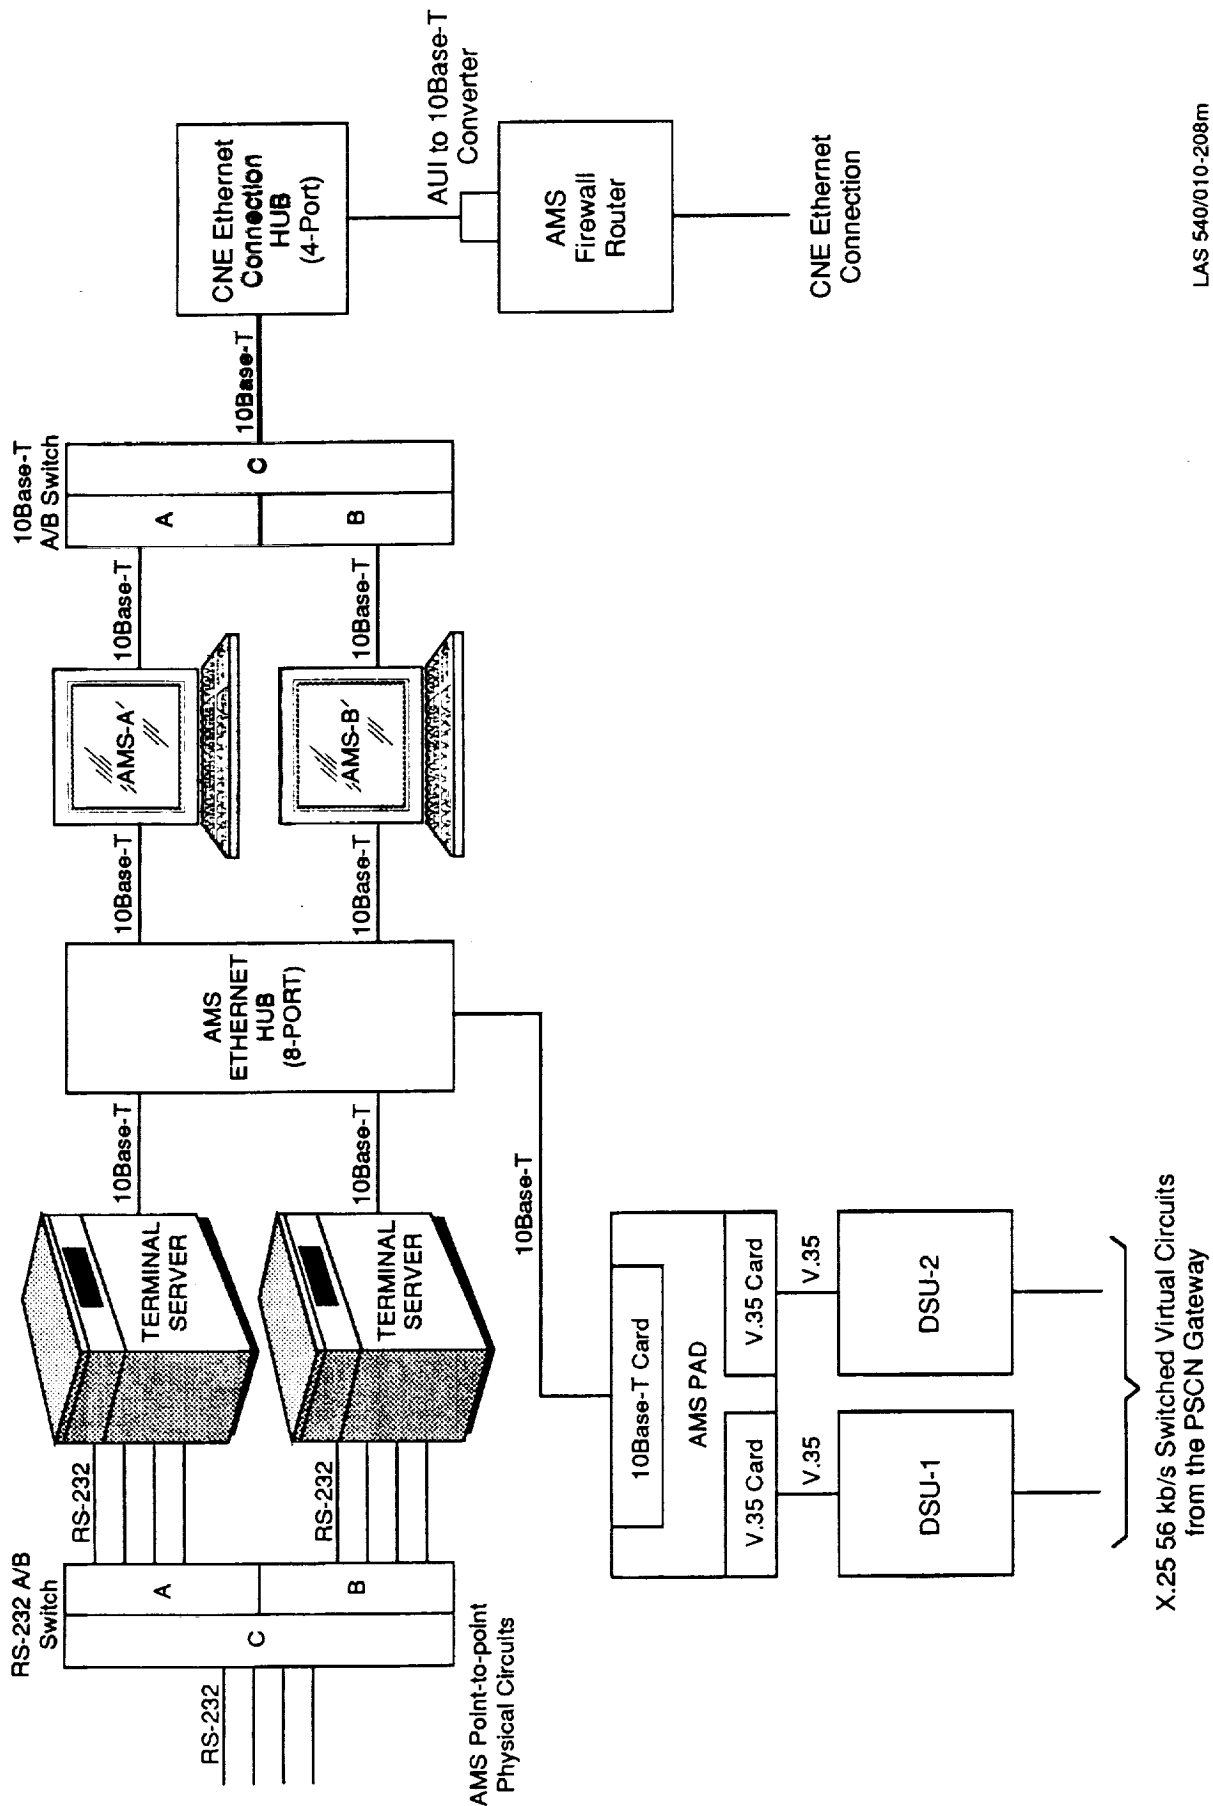 RS-232 A/B
Switch
RS-232
C
A
B
AMS Point-to-point
Physical Circuits
RS-232
RS-232
TERMINAL
SERVER
TERMINAL
SERVER
10Base-T
10Base-T
AMS
ETHERNET
HUB
(8-PORT)
10Base-T
10Base-T
AMS-A
AMS-B
10Base-T
10Base-T
10Base-T
A/B Switch
A
B
C
10Base-T
CNE Ethernet
Connection
HUB
(4-Port)
AUI to 10Base-T
Converter
AMS
Firewall
Router
CNE Ethernet
Connection
10Base-T
10Base-T Card
AMS PAD
V.35 Card
V.35 Card
V.35
V.35
DSU-1
DSU-2
X.25 56 kb/s Switched Virtual Circuits
from the PSCN Gateway
LAS 540/010-208m